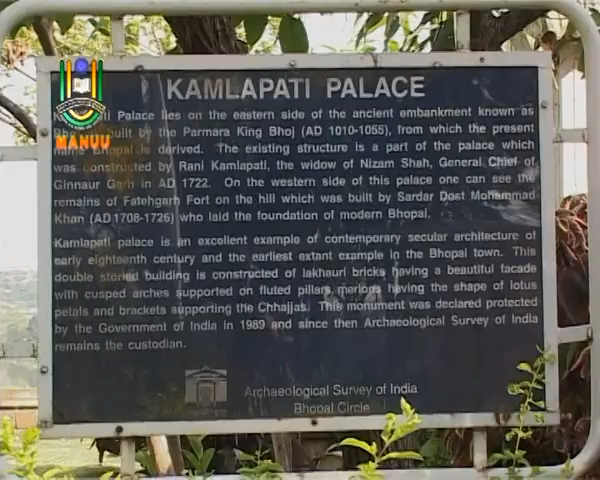 KAMLAPATI PALACE
Palace lies on the eastern side of the ancient embankment known as
built by the Parmara King Bhoj (AD 1010-1055), from which the present
name Bhopal is derived. The existing structure is a part of the palace which
was constructed by Rani Kamlapati, the widow of Nizam Shah, General Chief of
Ginnaur Garh in AD 1722. On the western side of this palace one can see the
remains of Fatehgarh Fort on the hill which was built by Sardar Dost Mohammad
Khan (AD 1708-1726) who laid the foundation of modern Bhopal.
Kamlapati palace is an excellent example of contemporary secular architecture of
early eighteenth century and the earliest extant example in the Bhopal town. This
double storied building is constructed of lakhauri bricks having a beautiful facade
with cusped arches supported on fluted pillars, marlons having the shape of lotus
petals and brackets supporting the Chhajjas. This monument was declared protected
by the Government of India in 1989 and since then Archaeological Survey of India
remains the custodian.
Archaeological Survey of India
Bhopal Circle
MANUU